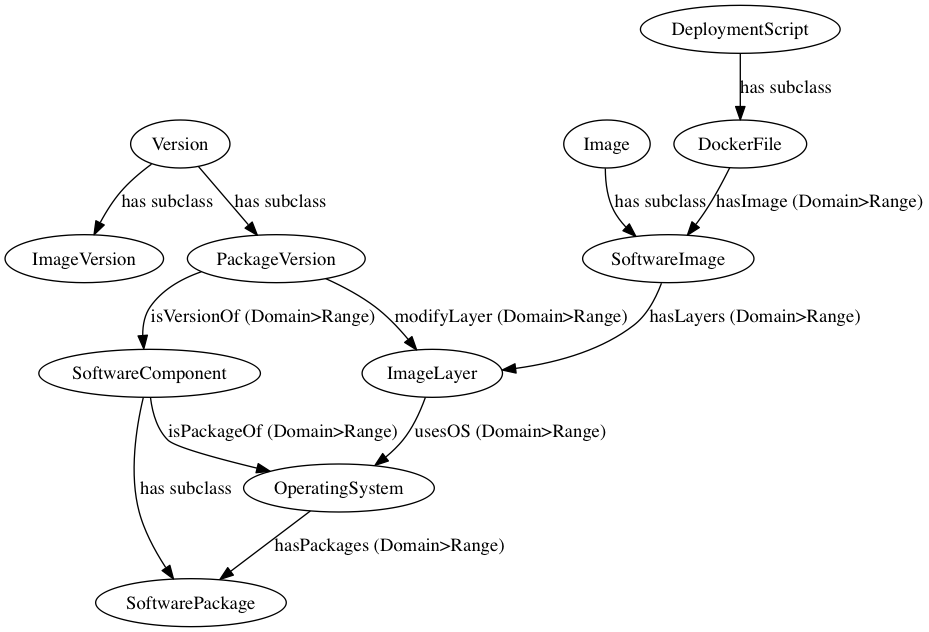 DeploymentScript
has subclass
Version
Image
DockerFile
has subclass
has subclass
has subclass
hasImage (Domain>Range)
ImageVersion
PackageVersion
SoftwareImage
isVersionOf (Domain>Range)
modifyLayer (Domain>Range)
hasLayers (Domain>Range)
SoftwareComponent
ImageLayer
isPackageOf (Domain>Range)
usesOS (Domain>Range)
has subclass
OperatingSystem
hasPackages (Domain>Range)
SoftwarePackage